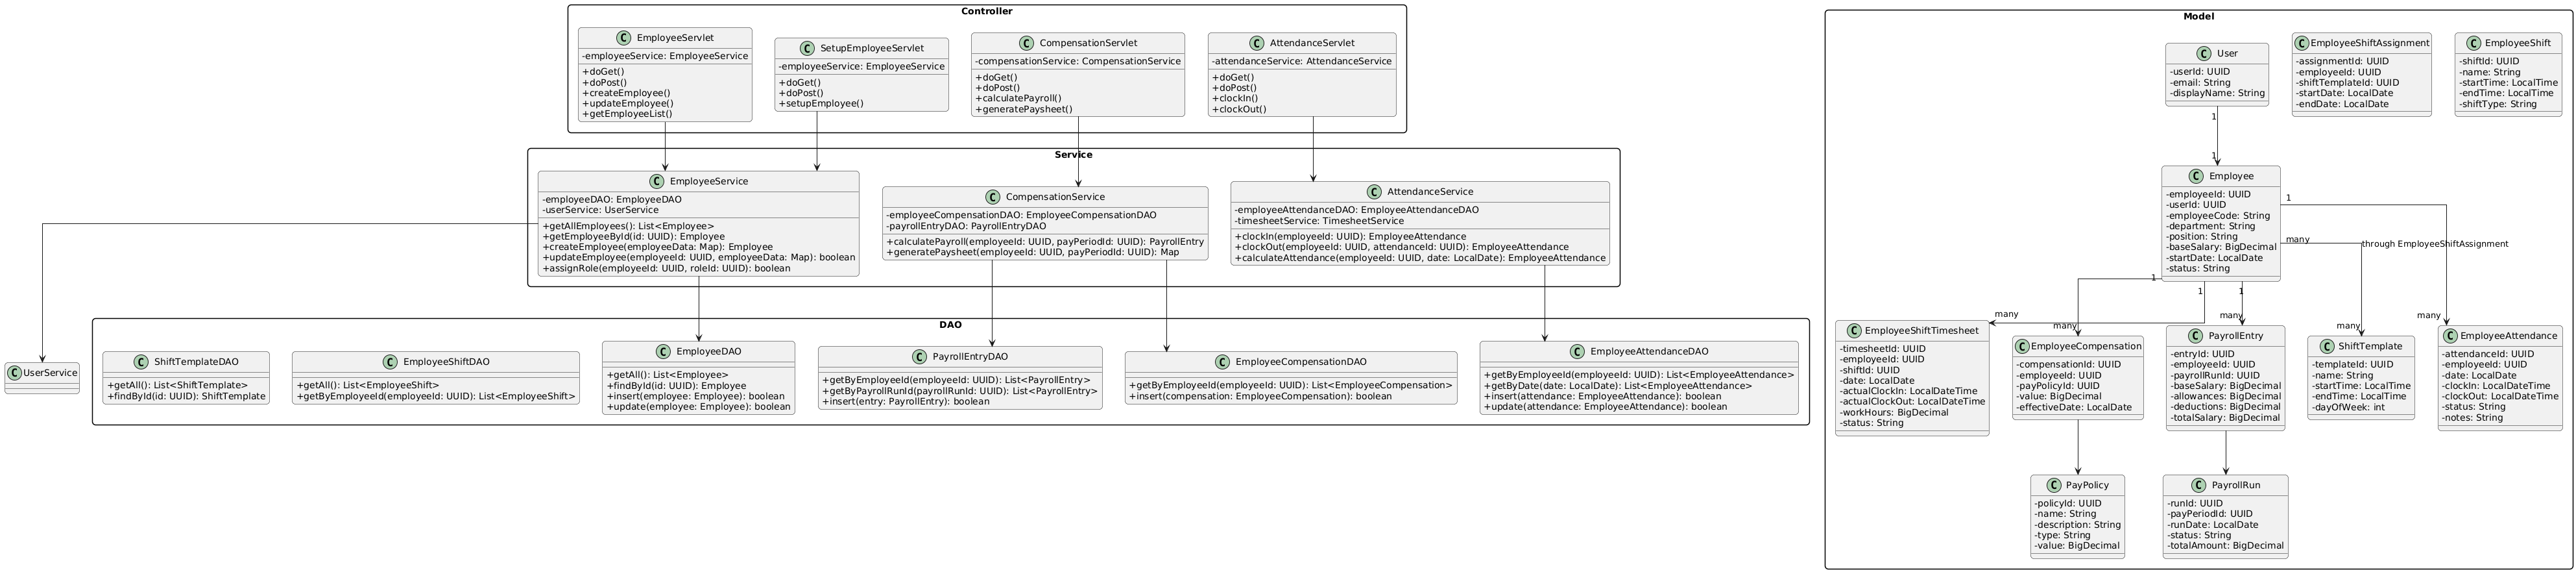 Controller
C EmployeeServlet
-employeeService: EmployeeService
+doGet()
+doPost()
+createEmployee()
+updateEmployee()
+getEmployeeList()
C SetupEmployeeServlet
-employeeService: EmployeeService
+doGet()
+doPost()
+setupEmployee()
C CompensationServlet
-compensationService: CompensationService
+doGet()
+doPost()
+calculatePayroll()
+generatePaysheet()
C AttendanceServlet
-attendanceService: AttendanceService
+doGet()
+doPost()
+clockIn()
+clockOut()
Service
C EmployeeService
-employeeDAO: EmployeeDAO
-userService: UserService
+getAllEmployees(): List<Employee>
+getEmployeeById(id: UUID): Employee
+createEmployee(employeeData: Map): Employee
+updateEmployee(employeeId: UUID, employeeData: Map): boolean
+assignRole(employeeId: UUID, roleId: UUID): boolean
C CompensationService
-employeeCompensationDAO: EmployeeCompensationDAO
-payrollEntryDAO: PayrollEntryDAO
+calculatePayroll(employeeId: UUID, payPeriodId: UUID): PayrollEntry
+generatePaysheet(employeeId: UUID, payPeriodId: UUID): Map
C AttendanceService
-employeeAttendanceDAO: EmployeeAttendanceDAO
-timesheetService: TimesheetService
+clockIn(employeeId: UUID): EmployeeAttendance
+clockOut(employeeId: UUID, attendanceId: UUID): EmployeeAttendance
+calculateAttendance(employeeId: UUID, date: LocalDate): EmployeeAttendance
C UserService
DAO
C ShiftTemplateDAO
+getAll(): List<ShiftTemplate>
+findById(id: UUID): ShiftTemplate
C EmployeeShiftDAO
+getAll(): List<EmployeeShift>
+getByEmployeeId(employeeId: UUID): List<EmployeeShift>
C EmployeeDAO
+getAll(): List<Employee>
+findById(id: UUID): Employee
+insert(employee: Employee): boolean
+update(employee: Employee): boolean
C PayrollEntryDAO
+getByEmployeeId(employeeId: UUID): List<PayrollEntry>
+getByPayrollRunId(payrollRunId: UUID): List<PayrollEntry>
+insert(entry: PayrollEntry): boolean
C EmployeeCompensationDAO
+getByEmployeeId(employeeId: UUID): List<EmployeeCompensation>
+insert(compensation: EmployeeCompensation): boolean
C EmployeeAttendanceDAO
+getByEmployeeId(employeeId: UUID): List<EmployeeAttendance>
+getByDate(date: LocalDate): List<EmployeeAttendance>
+insert(attendance: EmployeeAttendance): boolean
+update(attendance: EmployeeAttendance): boolean
Model
C User
-userId: UUID
-email: String
-displayName: String
C EmployeeShiftAssignment
-assignmentId: UUID
-employeeId: UUID
-shiftTemplateId: UUID
-startDate: LocalDate
-endDate: LocalDate
C EmployeeShift
-shiftId: UUID
-name: String
-startTime: LocalTime
-endTime: LocalTime
-shiftType: String
1
1
C Employee
-employeeId: UUID
-userId: UUID
-employeeCode: String
-department: String
-position: String
-baseSalary: BigDecimal
-startDate: LocalDate
-status: String
1
many
through EmployeeShiftAssignment
1
1
1
many
many
many
many
many
C EmployeeShiftTimesheet
-timesheetId: UUID
-employeeId: UUID
-shiftId: UUID
-date: LocalDate
-actualClockIn: LocalDateTime
-actualClockOut: LocalDateTime
-workHours: BigDecimal
-status: String
C EmployeeCompensation
-compensationId: UUID
-employeeId: UUID
-payPolicyId: UUID
-value: BigDecimal
-effectiveDate: LocalDate
C PayrollEntry
-entryId: UUID
-employeeId: UUID
-payrollRunId: UUID
-baseSalary: BigDecimal
-allowances: BigDecimal
-deductions: BigDecimal
-totalSalary: BigDecimal
C ShiftTemplate
-templateId: UUID
-name: String
-startTime: LocalTime
-endTime: LocalTime
-dayOfWeek: int
C EmployeeAttendance
-attendanceId: UUID
-employeeId: UUID
-date: LocalDate
-clockIn: LocalDateTime
-clockOut: LocalDateTime
-status: String
-notes: String
C PayPolicy
-policyId: UUID
-name: String
-description: String
-type: String
-value: BigDecimal
C PayrollRun
-runId: UUID
-payPeriodId: UUID
-runDate: LocalDate
-status: String
-totalAmount: BigDecimal